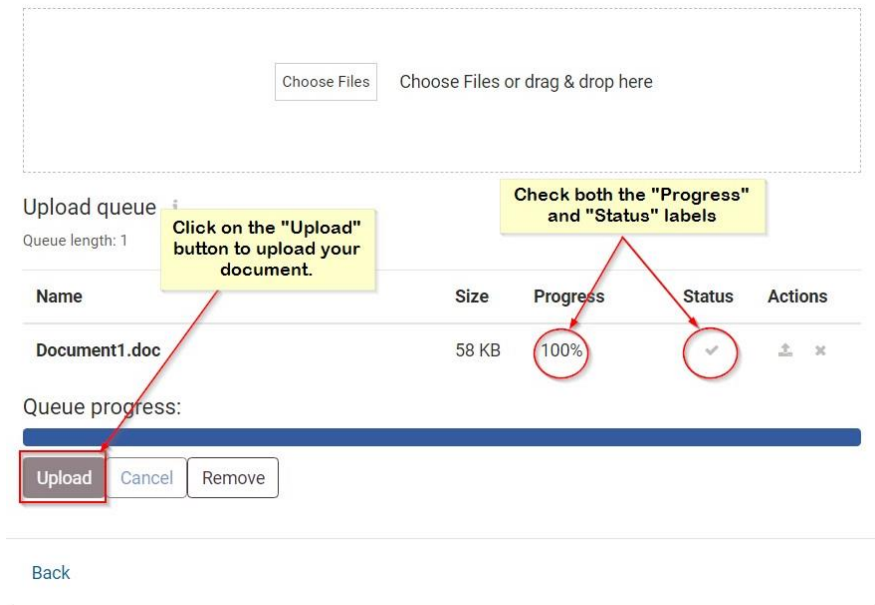 Choose Files
Choose Files or drag & drop here
Upload queue
Queue length: 1
Click on the "Upload"
button to upload your
document.
Check both the "Progress"
and "Status" labels
Name Size Progress Status Actions
Document1.doc 58 KB 100%
Queue progress:
Upload Cancel Remove
Back